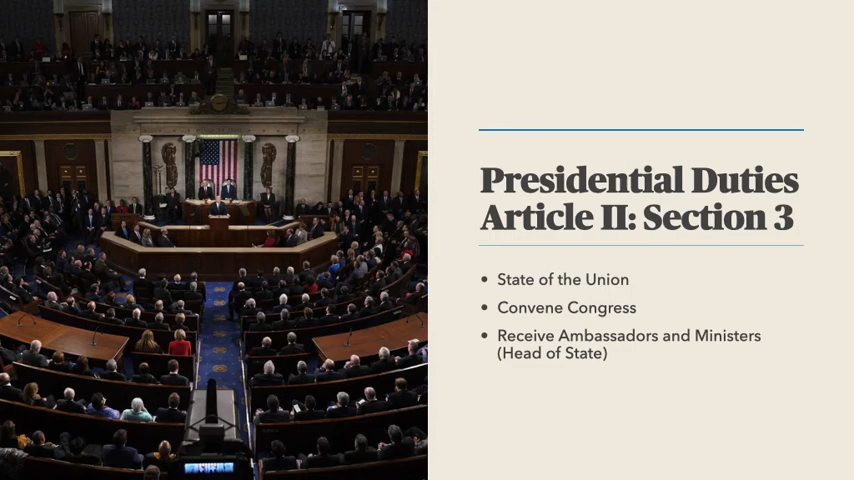 Presidential Duties
Article II: Section 3
• State of the Union
• Convene Congress
• Receive Ambassadors and Ministers
(Head of State)